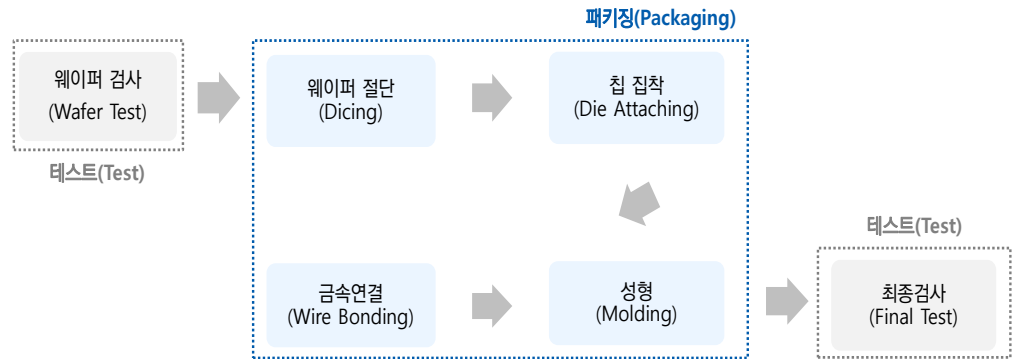 패키징(Packaging)
웨이퍼 검사
(Wafer Test)
테스트(Test)
웨이퍼 절단
(Dicing)
칩 집착
(Die Attaching)
금속연결
(Wire Bonding)
성형
(Molding)
테스트(Test)
최종검사
(Final Test)